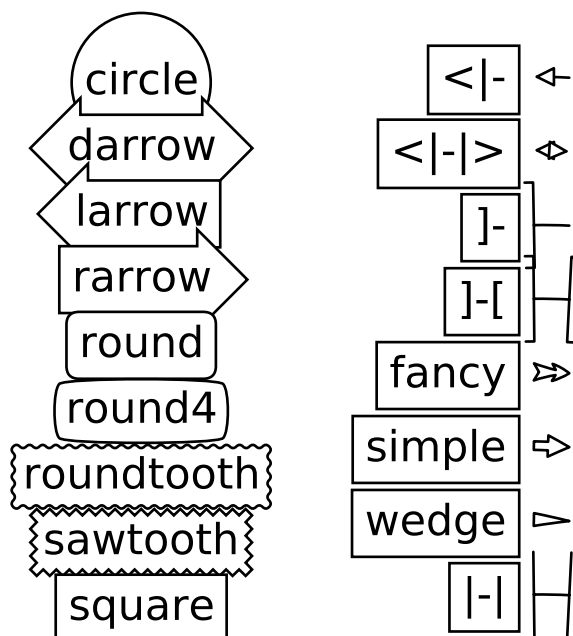 circle
darrow
larrow
rarrow
round
round4
roundtooth
sawtooth
square
<|-
<|-|>
]-
]-[
fancy
simple
wedge
|-|